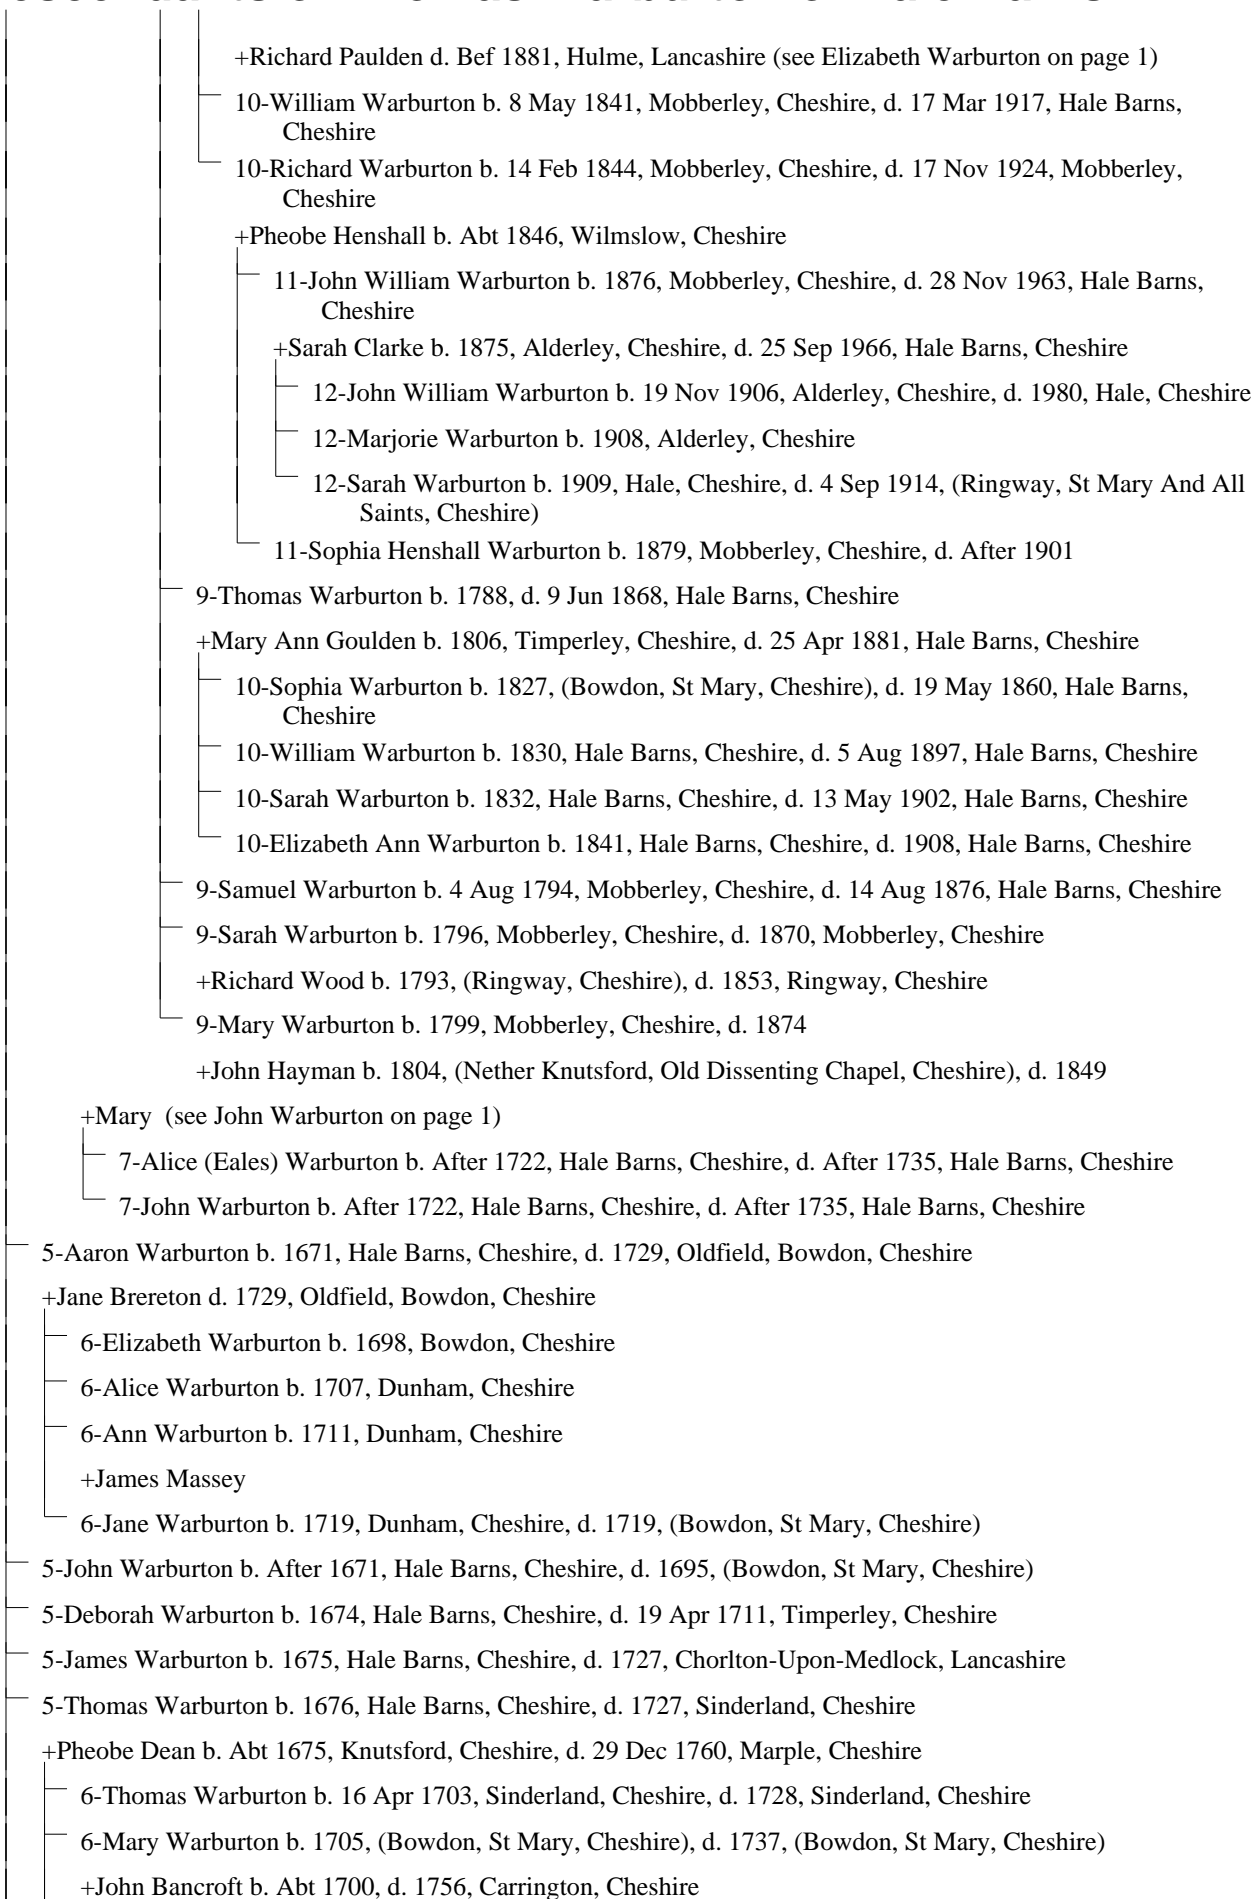 +Richard Paulden d. Bef 1881, Hulme, Lancashire (see Elizabeth Warburton on page 1)
10-William Warburton b. 8 May 1841, Mobberley, Cheshire, d. 17 Mar 1917, Hale Barns,
Cheshire
10-Richard Warburton b. 14 Feb 1844, Mobberley, Cheshire, d. 17 Nov 1924, Mobberley,
Cheshire
+Pheobe Henshall b. Abt 1846, Wilmslow, Cheshire
11-John William Warburton b. 1876, Mobberley, Cheshire, d. 28 Nov 1963, Hale Barns,
Cheshire
+Sarah Clarke b. 1875, Alderley, Cheshire, d. 25 Sep 1966, Hale Barns, Cheshire
12-John William Warburton b. 19 Nov 1906, Alderley, Cheshire, d. 1980, Hale, Cheshire
12-Marjorie Warburton b. 1908, Alderley, Cheshire
12-Sarah Warburton b. 1909, Hale, Cheshire, d. 4 Sep 1914, (Ringway, St Mary And All
Saints, Cheshire)
11-Sophia Henshall Warburton b. 1879, Mobberley, Cheshire, d. After 1901
9-Thomas Warburton b. 1788, d. 9 Jun 1868, Hale Barns, Cheshire
+Mary Ann Goulden b. 1806, Timperley, Cheshire, d. 25 Apr 1881, Hale Barns, Cheshire
10-Sophia Warburton b. 1827, (Bowdon, St Mary, Cheshire), d. 19 May 1860, Hale Barns,
Cheshire
10-William Warburton b. 1830, Hale Barns, Cheshire, d. 5 Aug 1897, Hale Barns, Cheshire
10-Sarah Warburton b. 1832, Hale Barns, Cheshire, d. 13 May 1902, Hale Barns, Cheshire
10-Elizabeth Ann Warburton b. 1841, Hale Barns, Cheshire, d. 1908, Hale Barns, Cheshire
9-Samuel Warburton b. 4 Aug 1794, Mobberley, Cheshire, d. 14 Aug 1876, Hale Barns, Cheshire
9-Sarah Warburton b. 1796, Mobberley, Cheshire, d. 1870, Mobberley, Cheshire
+Richard Wood b. 1793, (Ringway, Cheshire), d. 1853, Ringway, Cheshire
9-Mary Warburton b. 1799, Mobberley, Cheshire, d. 1874
+John Hayman b. 1804, (Nether Knutsford, Old Dissenting Chapel, Cheshire), d. 1849
+Mary (see John Warburton on page 1)
7-Alice (Eales) Warburton b. After 1722, Hale Barns, Cheshire, d. After 1735, Hale Barns, Cheshire
7-John Warburton b. After 1722, Hale Barns, Cheshire, d. After 1735, Hale Barns, Cheshire
5-Aaron Warburton b. 1671, Hale Barns, Cheshire, d. 1729, Oldfield, Bowdon, Cheshire
+Jane Brereton d. 1729, Oldfield, Bowdon, Cheshire
6-Elizabeth Warburton b. 1698, Bowdon, Cheshire
6-Alice Warburton b. 1707, Dunham, Cheshire
6-Ann Warburton b. 1711, Dunham, Cheshire
+James Massey
6-Jane Warburton b. 1719, Dunham, Cheshire, d. 1719, (Bowdon, St Mary, Cheshire)
5-John Warburton b. After 1671, Hale Barns, Cheshire, d. 1695, (Bowdon, St Mary, Cheshire)
5-Deborah Warburton b. 1674, Hale Barns, Cheshire, d. 19 Apr 1711, Timperley, Cheshire
5-James Warburton b. 1675, Hale Barns, Cheshire, d. 1727, Chorlton-Upon-Medlock, Lancashire
5-Thomas Warburton b. 1676, Hale Barns, Cheshire, d. 1727, Sinderland, Cheshire
+Pheobe Dean b. Abt 1675, Knutsford, Cheshire, d. 29 Dec 1760, Marple, Cheshire
6-Thomas Warburton b. 16 Apr 1703, Sinderland, Cheshire, d. 1728, Sinderland, Cheshire
6-Mary Warburton b. 1705, (Bowdon, St Mary, Cheshire), d. 1737, (Bowdon, St Mary, Cheshire)
+John Bancroft b. Abt 1700, d. 1756, Carrington, Cheshire